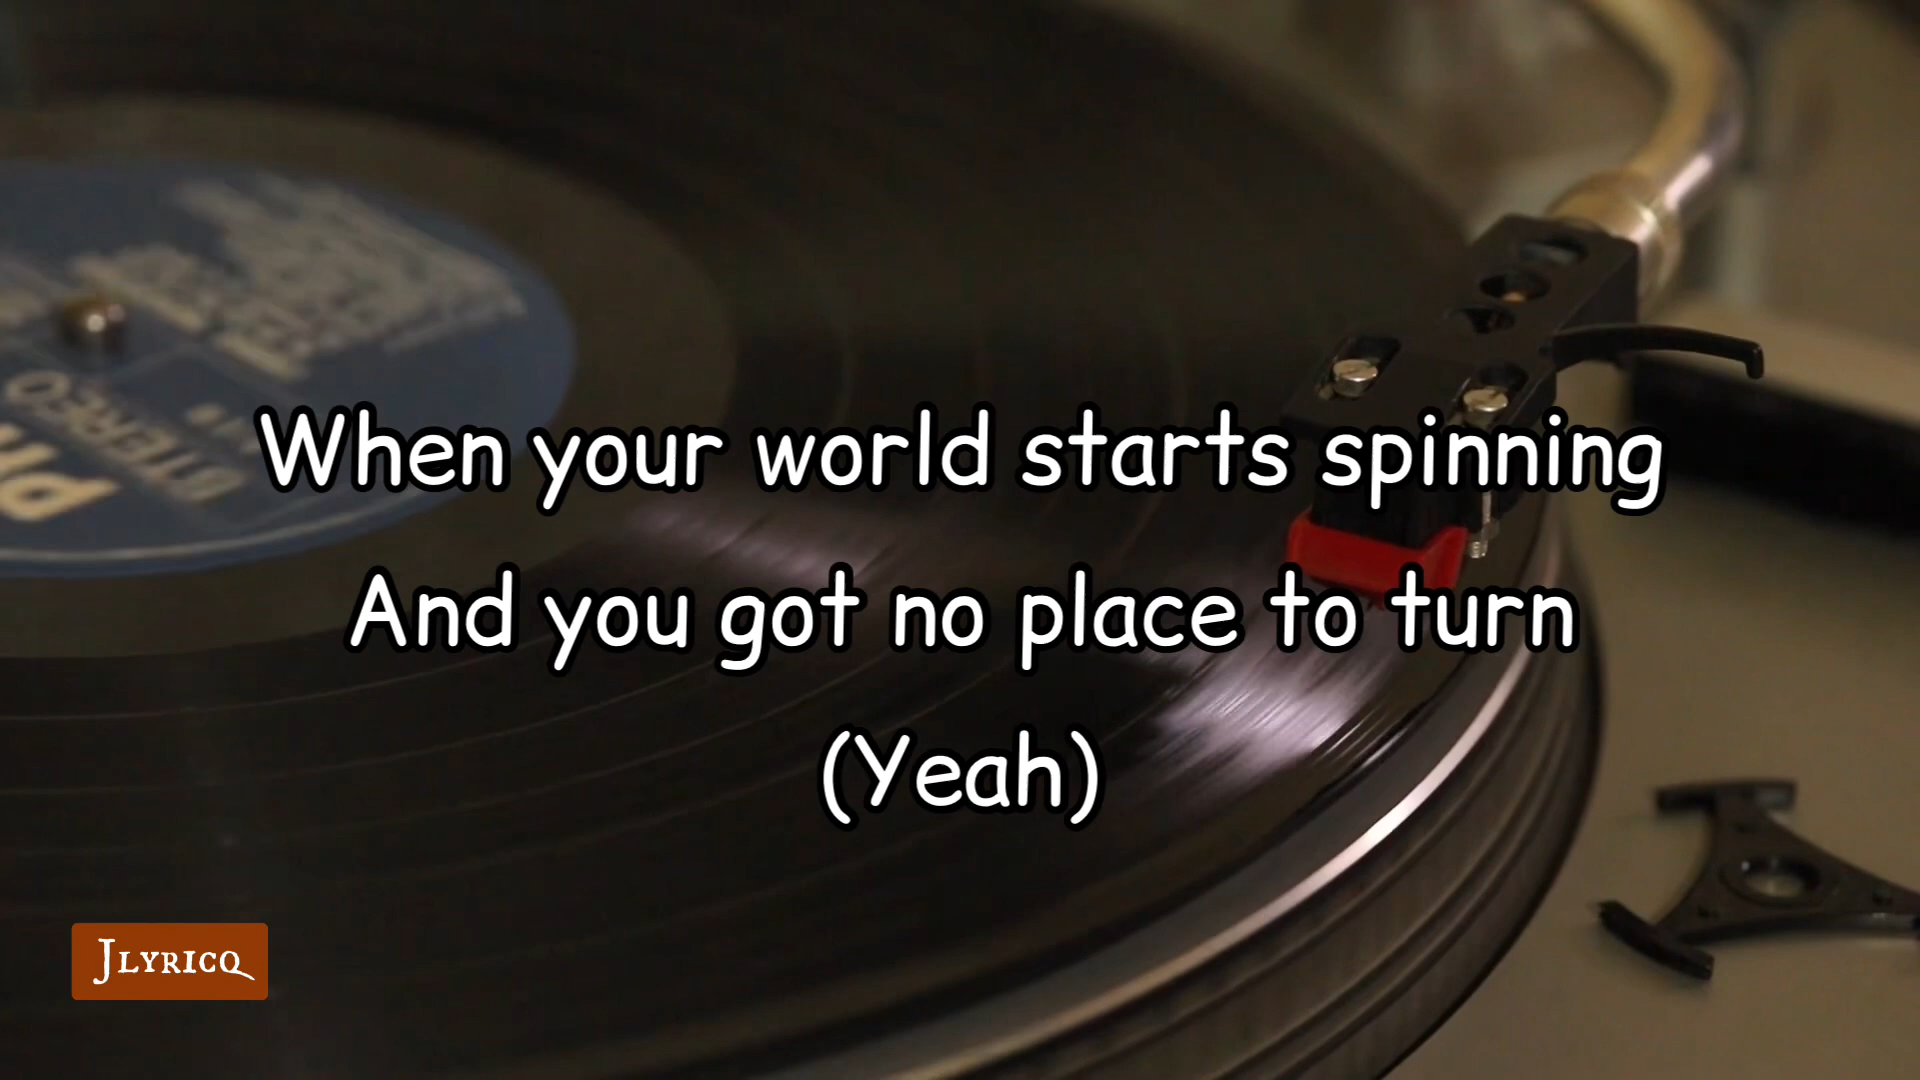 STEREO
When your world starts spinning
And you got no place to turn
(Yeah)
JLYRICQ